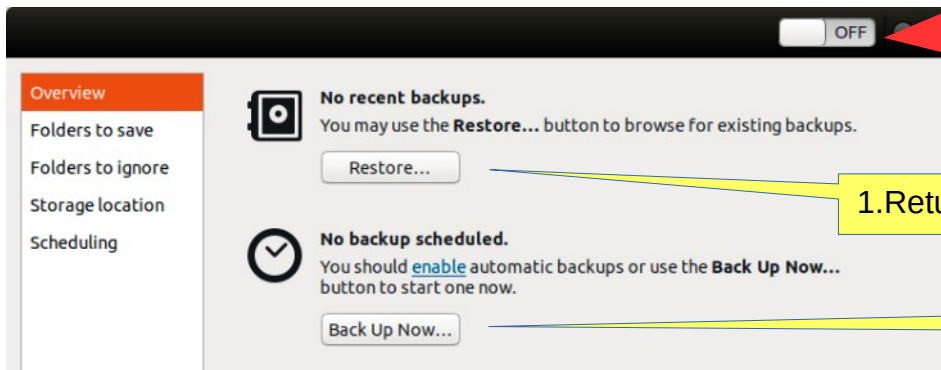 OFF
Overview
Folders to save
Folders to ignore
Storage location
Scheduling
No recent backups.
You may use the Restore... button to browse for existing backups.
Restore...
No backup scheduled.
You should enable automatic backups or use the Back Up Now...
button to start one now.
Back Up Now...